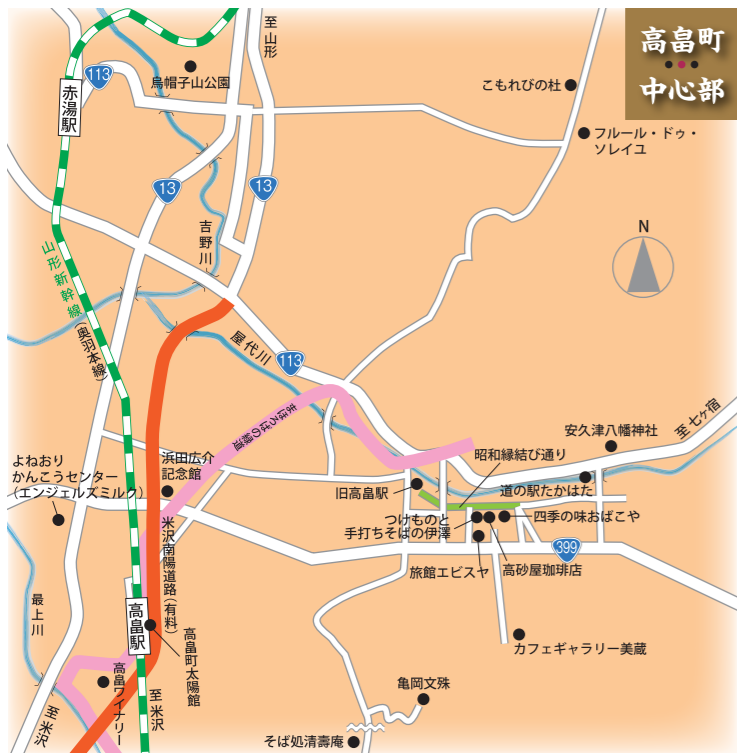 高畠町
中心部
至山形
113
赤湯駅
烏帽子山公園
こもれびの杜
フルール・ドゥ・
ソレイユ
13
13
吉野川
N
山形新幹線
(奥羽本線)
屋代川
113
まほろばの緑道
至七ヶ宿
安久津八幡神社
昭和縁結び通り
浜田広介
記念館
よねおり
かんこうセンター
(エンジェルズミルク)
旧高畠駅
道の駅たかはた
つけものと
手打ちそばの伊澤
四季の味おばこや
旅館エビスヤ
高砂屋珈琲店
399
米沢南陽道路(有料)
最上川
高畠駅
高畠町太陽館
カフェギャラリー美蔵
高畠ワイナリー
至米沢
至米沢
亀岡文殊
そば処清壽庵